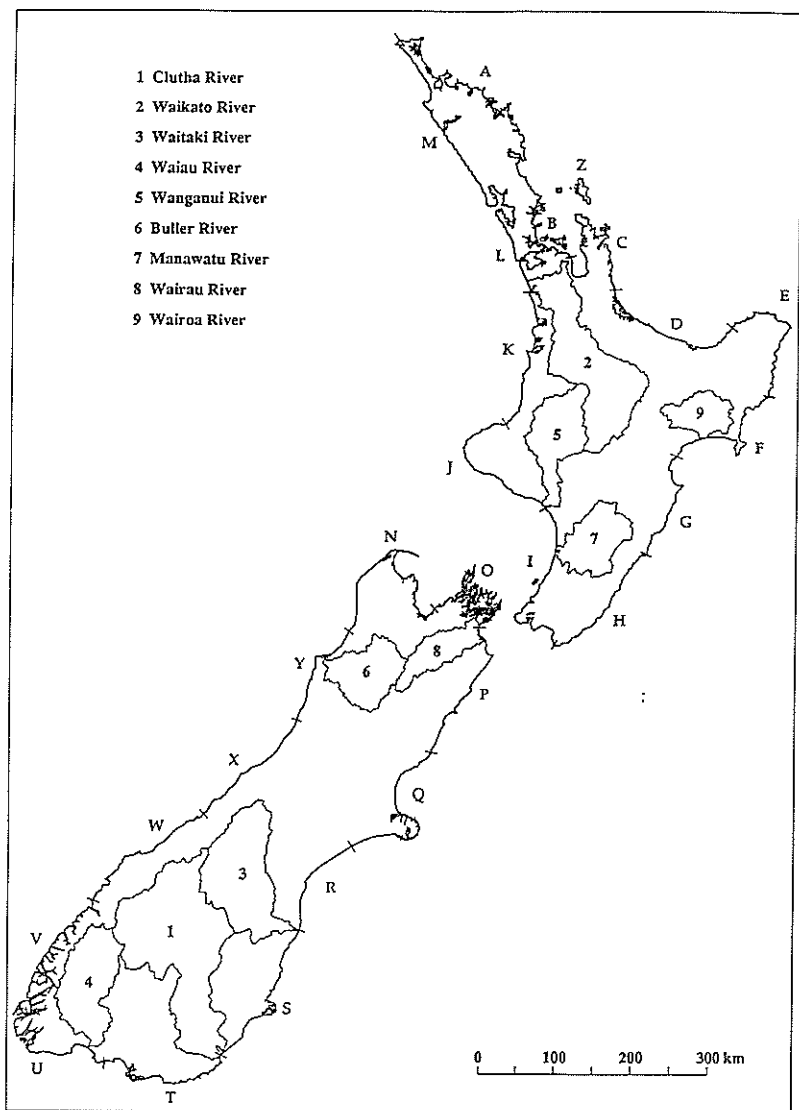 1 Clutha River
2 Waikato River
3 Waitaki River
4 Waiau River
5 Wanganui River
6 Buller River
7 Manawatu River
8 Wairau River
9 Wairoa River
A
M
Z
B
C
L
E
D
K
2
9
5
J
F
G
7
N
I
O
H
8
Y
6
P
X
Q
W
3
R
1
V
4
S
U
T
0 100 200 300 km